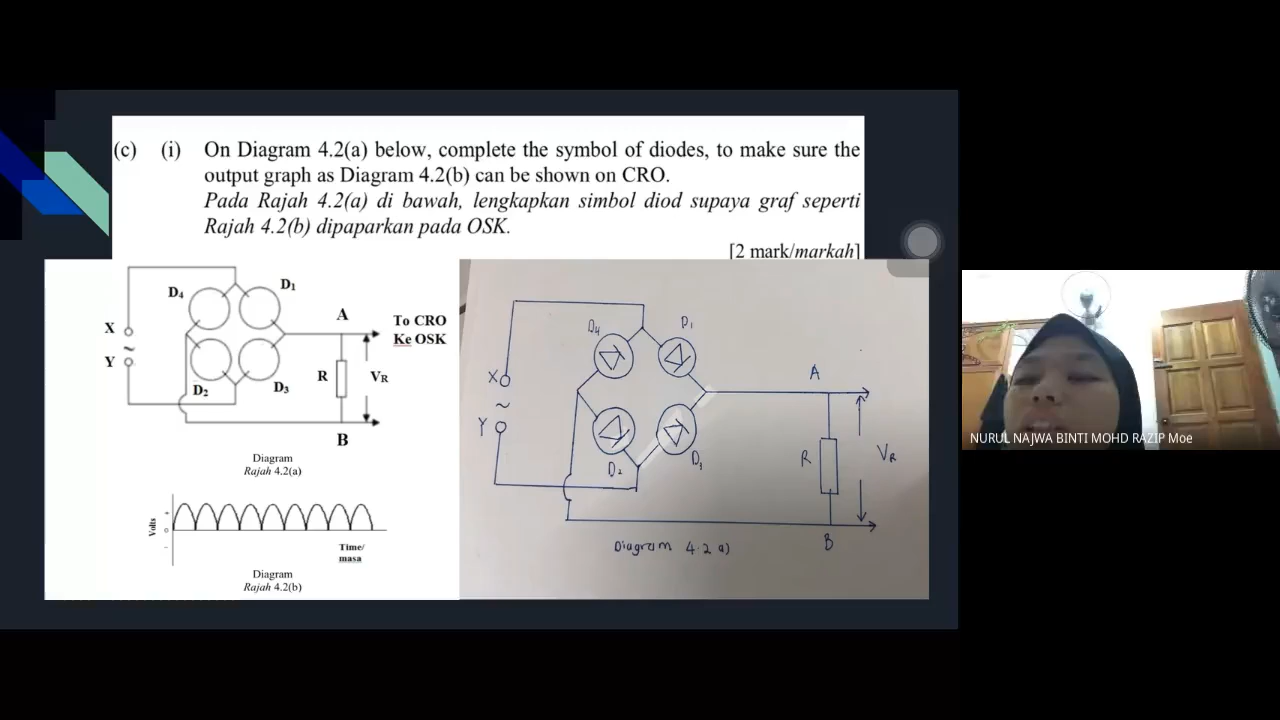 (c) (i) On Diagram 4.2(a) below, complete the symbol of diodes, to make sure the
output graph as Diagram 4.2(b) can be shown on CRO.
Pada Rajah 4.2(a) di bawah, lengkapkan simbol diod supaya graf seperti
Rajah 4.2(b) dipaparkan pada OSK.
[2 mark/markah]
D4
D1
A
X
To CRO
Ke OSK
~
Y
R
VR
D2
D3
B
Diagram
Rajah 4.2(a)
Volts
+
0
-
Time/
masa
Diagram
Rajah 4.2(b)
D4
D1
X
A
~
Y
R
VR
D2
B
Diagram 4.2 a)
NURUL NAJWA BINTI MOHD RAZIP Moe